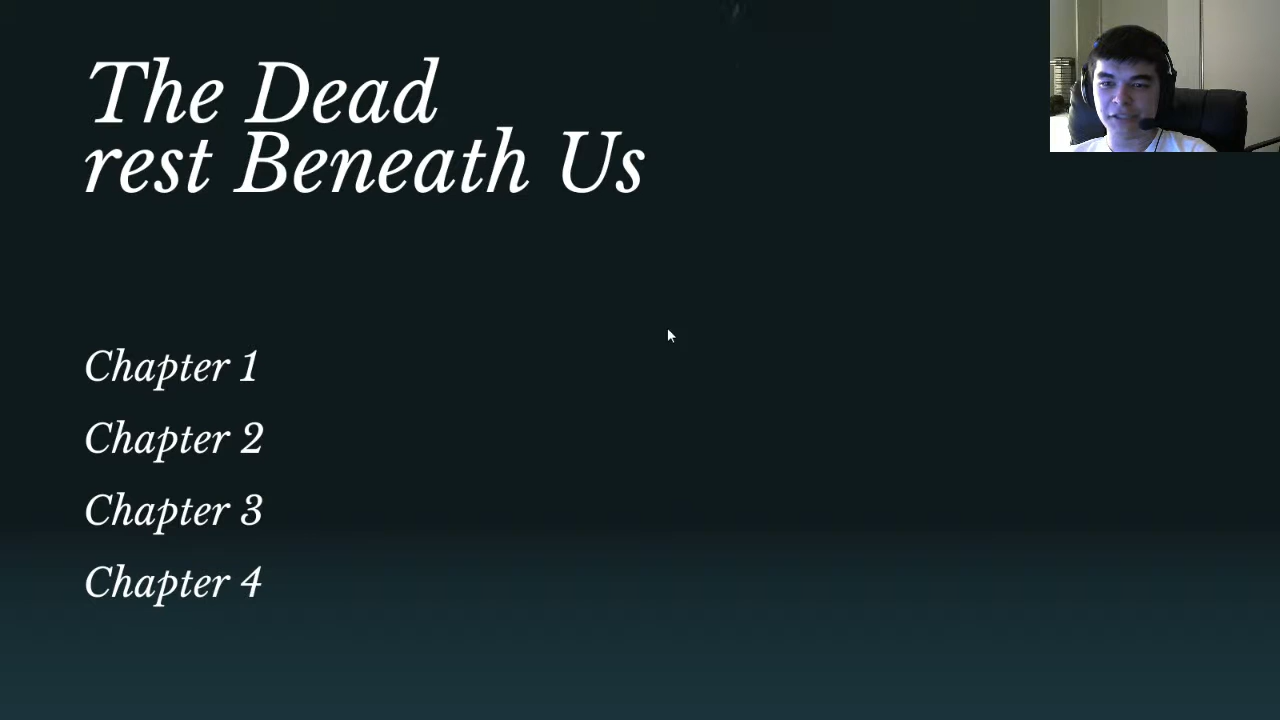 The Dead
rest Beneath Us
Chapter 1
Chapter 2
Chapter 3
Chapter 4